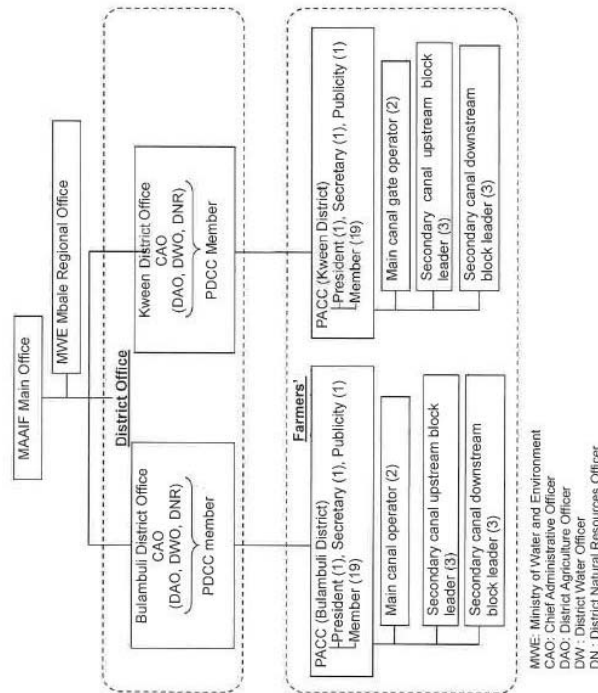 MAAIF Main Office
MWE Mbale Regional Office
District Office
Bulambuli District Office
CAO
(DAO, DWO, DNR)
PDCC member
Kween District Office
CAO
(DAO, DWO, DNR)
PDCC Member
Farmers'
PACC (Bulambuli District)
President (1), Secretary (1), Publicity (1)
Member (19)
Main canal operator (2)
Secondary canal upstream block
leader (3)
Secondary canal downstream
block leader (3)
PACC (Kween District)
President (1), Secretary (1), Publicity (1)
Member (19)
Main canal gate operator (2)
Secondary canal upstream block
leader (3)
Secondary canal downstream
block leader (3)
MWE: Ministry of Water and Environment
CAO: Chief Administrative Officer
DAO: District Agriculture Officer
DW : District Water Officer
DN : District Natural Resources Officer